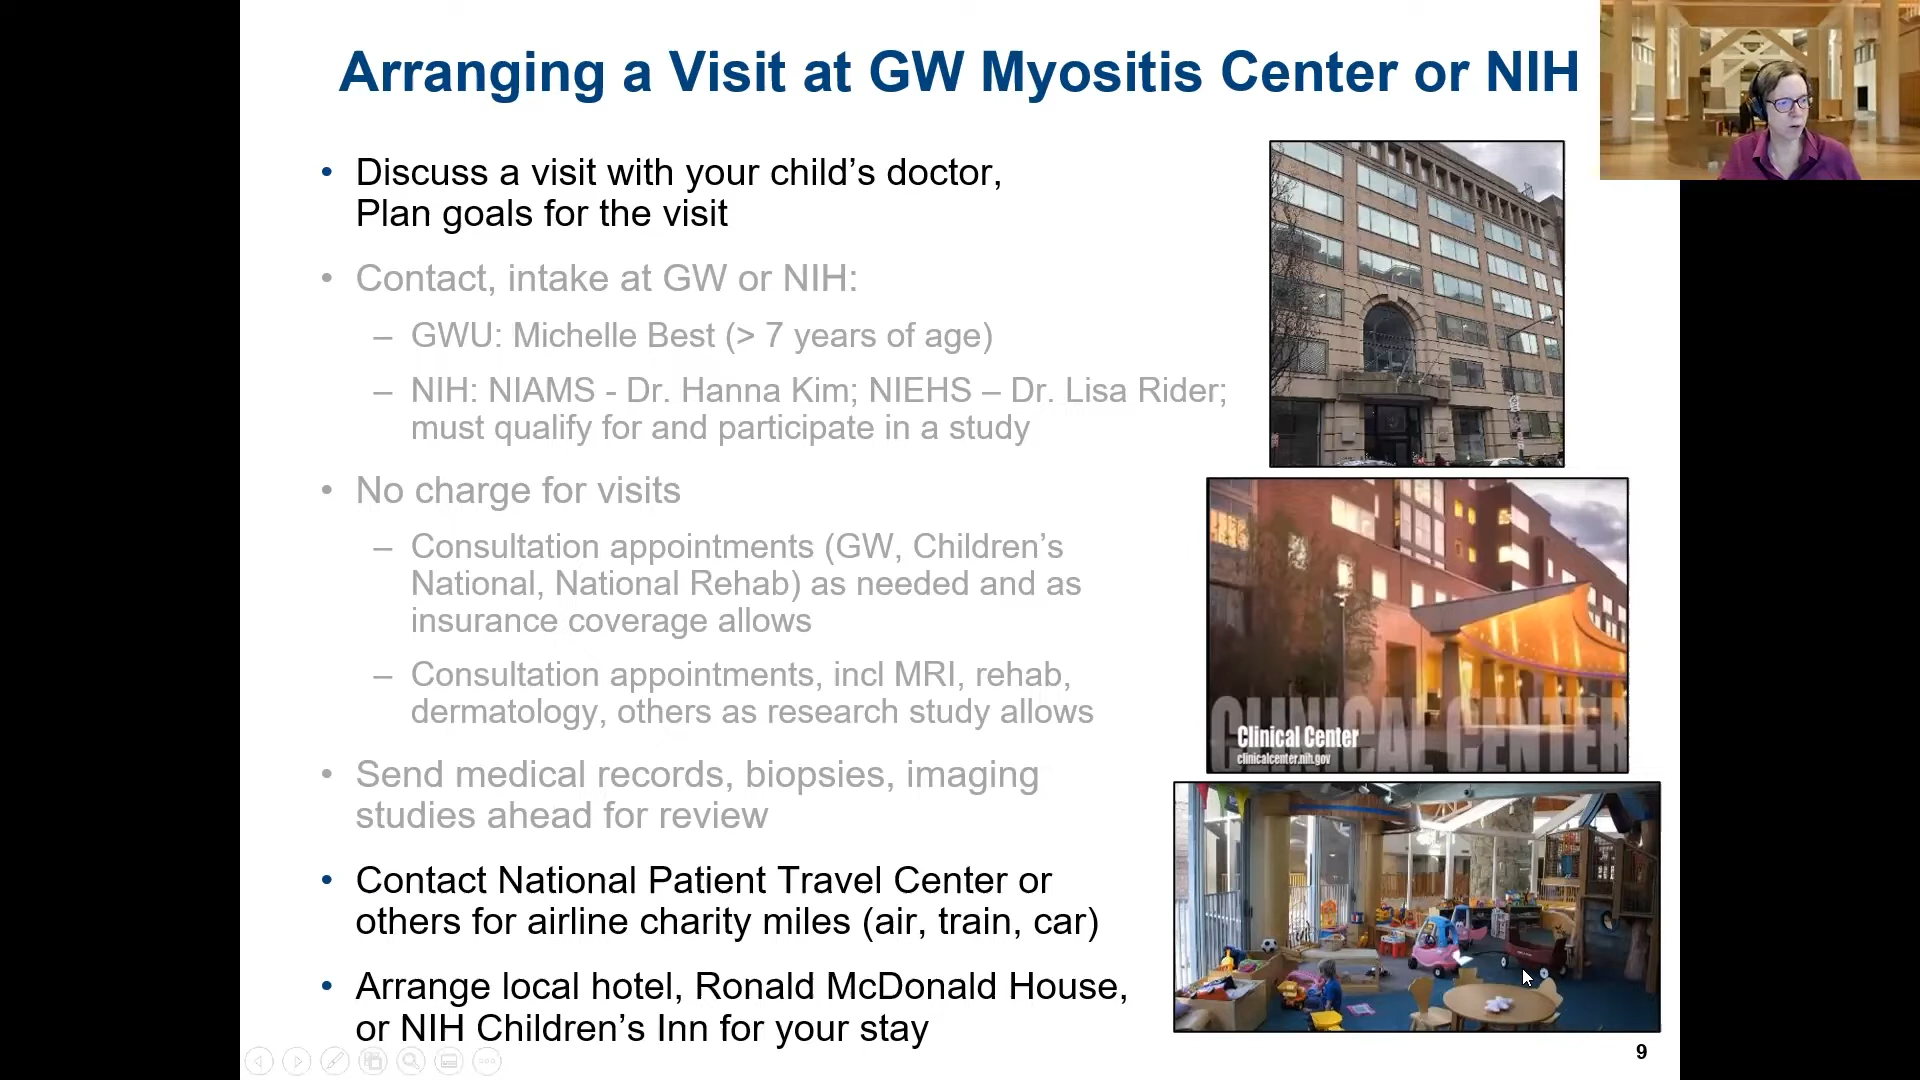 Arranging a Visit at GW Myositis Center or NIH
• Discuss a visit with your child’s doctor,
Plan goals for the visit
• Contact, intake at GW or NIH:
– GWU: Michelle Best (> 7 years of age)
– NIH: NIAMS - Dr. Hanna Kim; NIEHS – Dr. Lisa Rider;
must qualify for and participate in a study
• No charge for visits
– Consultation appointments (GW, Children’s
National, National Rehab) as needed and as
insurance coverage allows
– Consultation appointments, incl MRI, rehab,
dermatology, others as research study allows
• Send medical records, biopsies, imaging
studies ahead for review
• Contact National Patient Travel Center or
others for airline charity miles (air, train, car)
• Arrange local hotel, Ronald McDonald House,
or NIH Children’s Inn for your stay
CLINICAL CENTER
Clinical Center
clinicalcenter.nih.gov
9